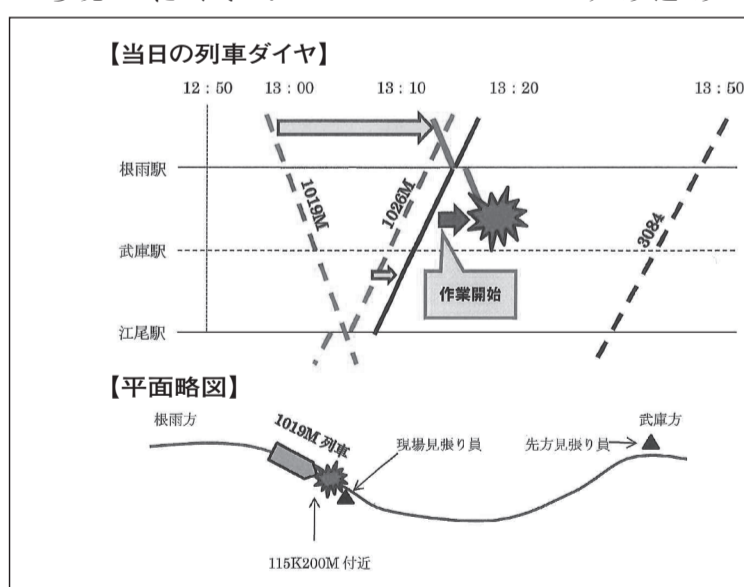 【当日の列車ダイヤ】
12：50 13：00 13：10 13：20 13：50
根雨駅
1019M
1026M
3084
武庫駅
作業開始
江尾駅
【平面略図】
根雨方
1019M 列車
現場見張り員
先方見張り員
武庫方
115K200M 付近